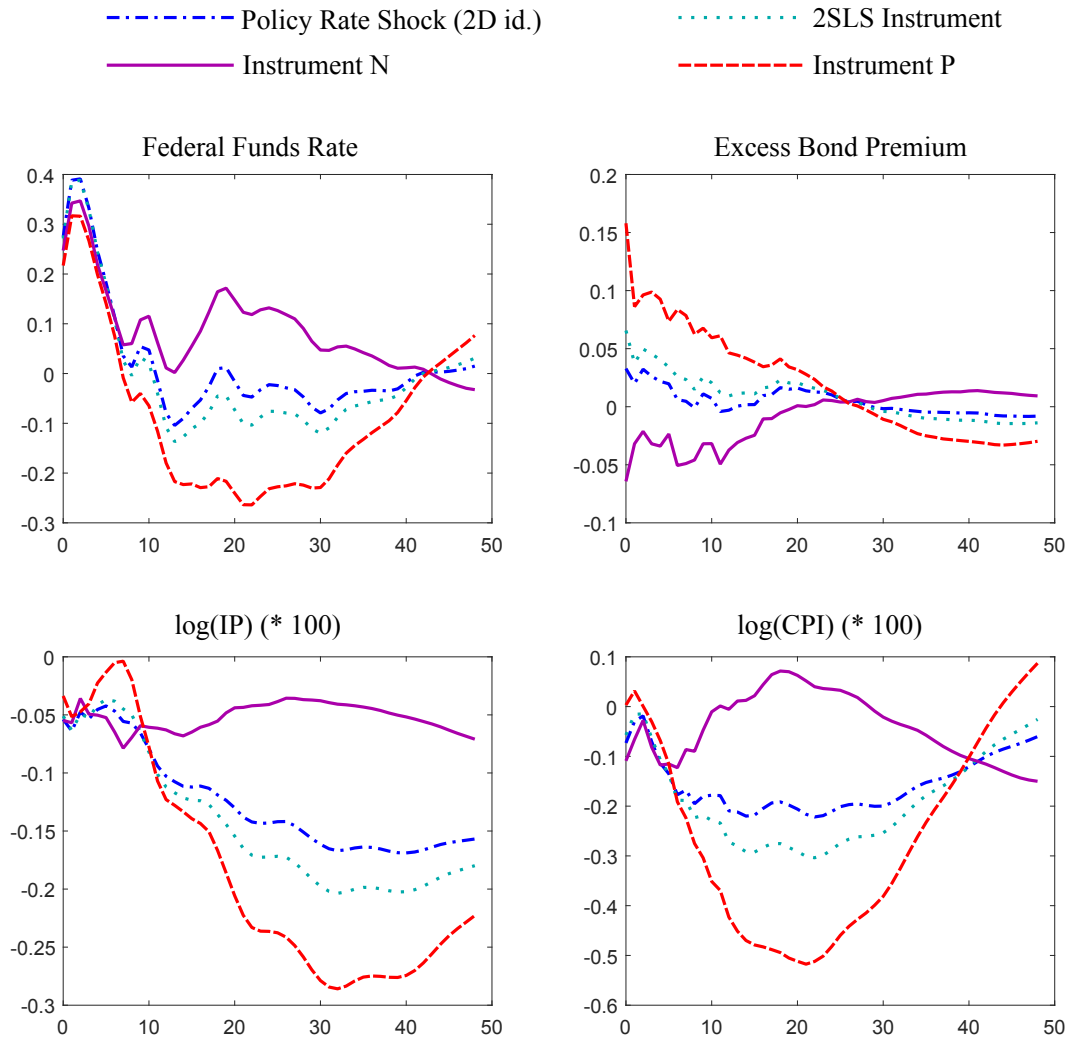 Policy Rate Shock (2D id.)
2SLS Instrument
Instrument N
Instrument P
Federal Funds Rate
0.4
0.3
0.2
0.1
0
-0.1
-0.2
-0.3
0 10 20 30 40 50
Excess Bond Premium
0.2
0.15
0.1
0.05
0
-0.05
-0.1
0 10 20 30 40 50
log(IP) (* 100)
0
-0.05
-0.1
-0.15
-0.2
-0.25
-0.3
0 10 20 30 40 50
log(CPI) (* 100)
0.1
0
-0.1
-0.2
-0.3
-0.4
-0.5
-0.6
0 10 20 30 40 50